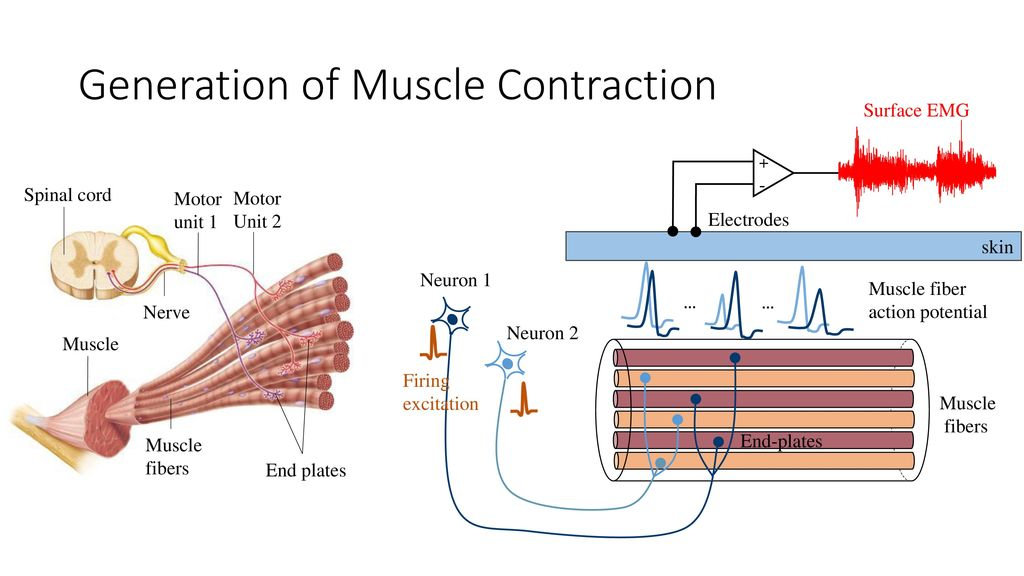 Generation of Muscle Contraction
Surface EMG
+
-
Electrodes
skin
Spinal cord
Motor
unit 1
Motor
Unit 2
Nerve
Muscle
Muscle
fibers
End plates
Neuron 1
Neuron 2
Firing
excitation
...
...
Muscle fiber
action potential
Muscle
fibers
End-plates